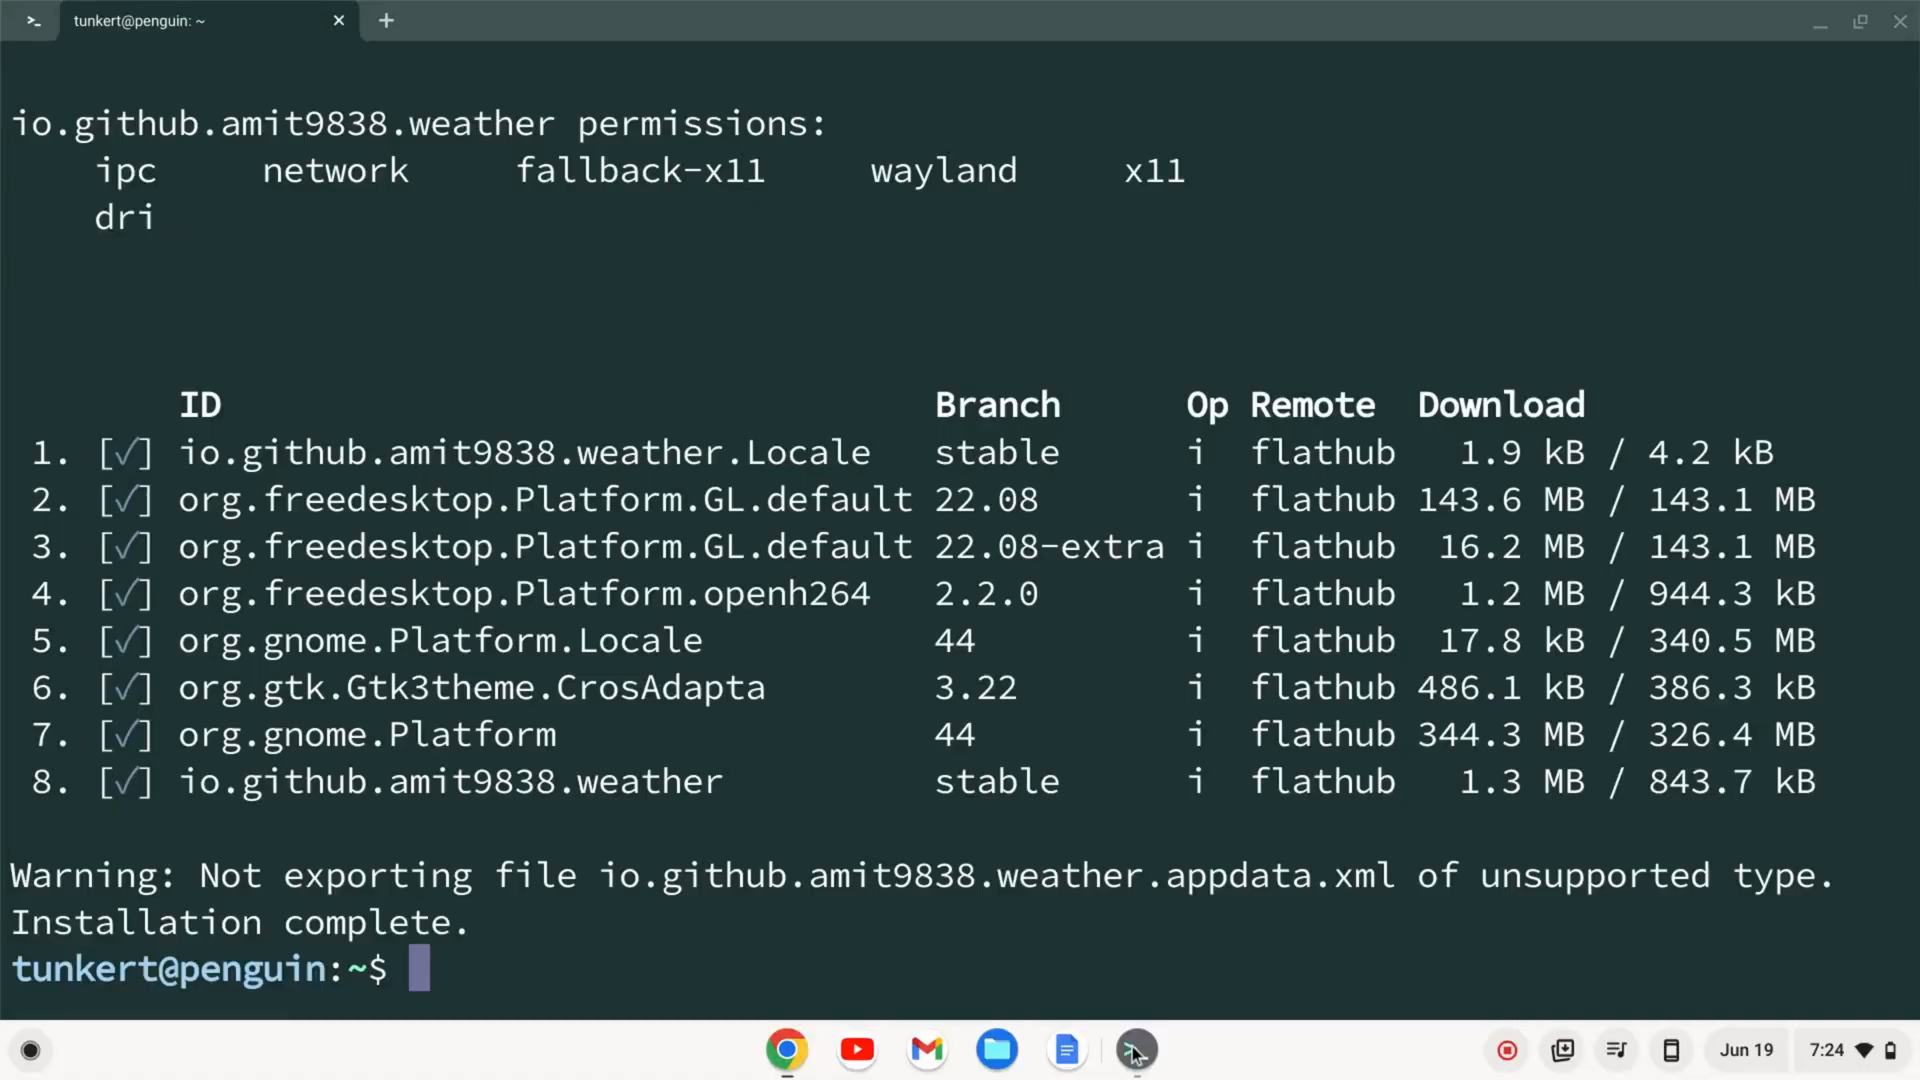 tunkert@penguin: ~
io.github.amit9838.weather permissions:
ipc network fallback-x11 wayland x11
dri
ID Branch Op Remote Download
1. [✓] io.github.amit9838.weather.Locale stable i flathub 1.9 kB / 4.2 kB
2. [✓] org.freedesktop.Platform.GL.default 22.08 i flathub 143.6 MB / 143.1 MB
3. [✓] org.freedesktop.Platform.GL.default 22.08-extra i flathub 16.2 MB / 143.1 MB
4. [✓] org.freedesktop.Platform.openh264 2.2.0 i flathub 1.2 MB / 944.3 kB
5. [✓] org.gnome.Platform.Locale 44 i flathub 17.8 kB / 340.5 MB
6. [✓] org.gtk.Gtk3theme.CrosAdapta 3.22 i flathub 486.1 kB / 386.3 kB
7. [✓] org.gnome.Platform 44 i flathub 344.3 MB / 326.4 MB
8. [✓] io.github.amit9838.weather stable i flathub 1.3 MB / 843.7 kB
Warning: Not exporting file io.github.amit9838.weather.appdata.xml of unsupported type.
Installation complete.
tunkert@penguin:~$
Jun 19 7:24